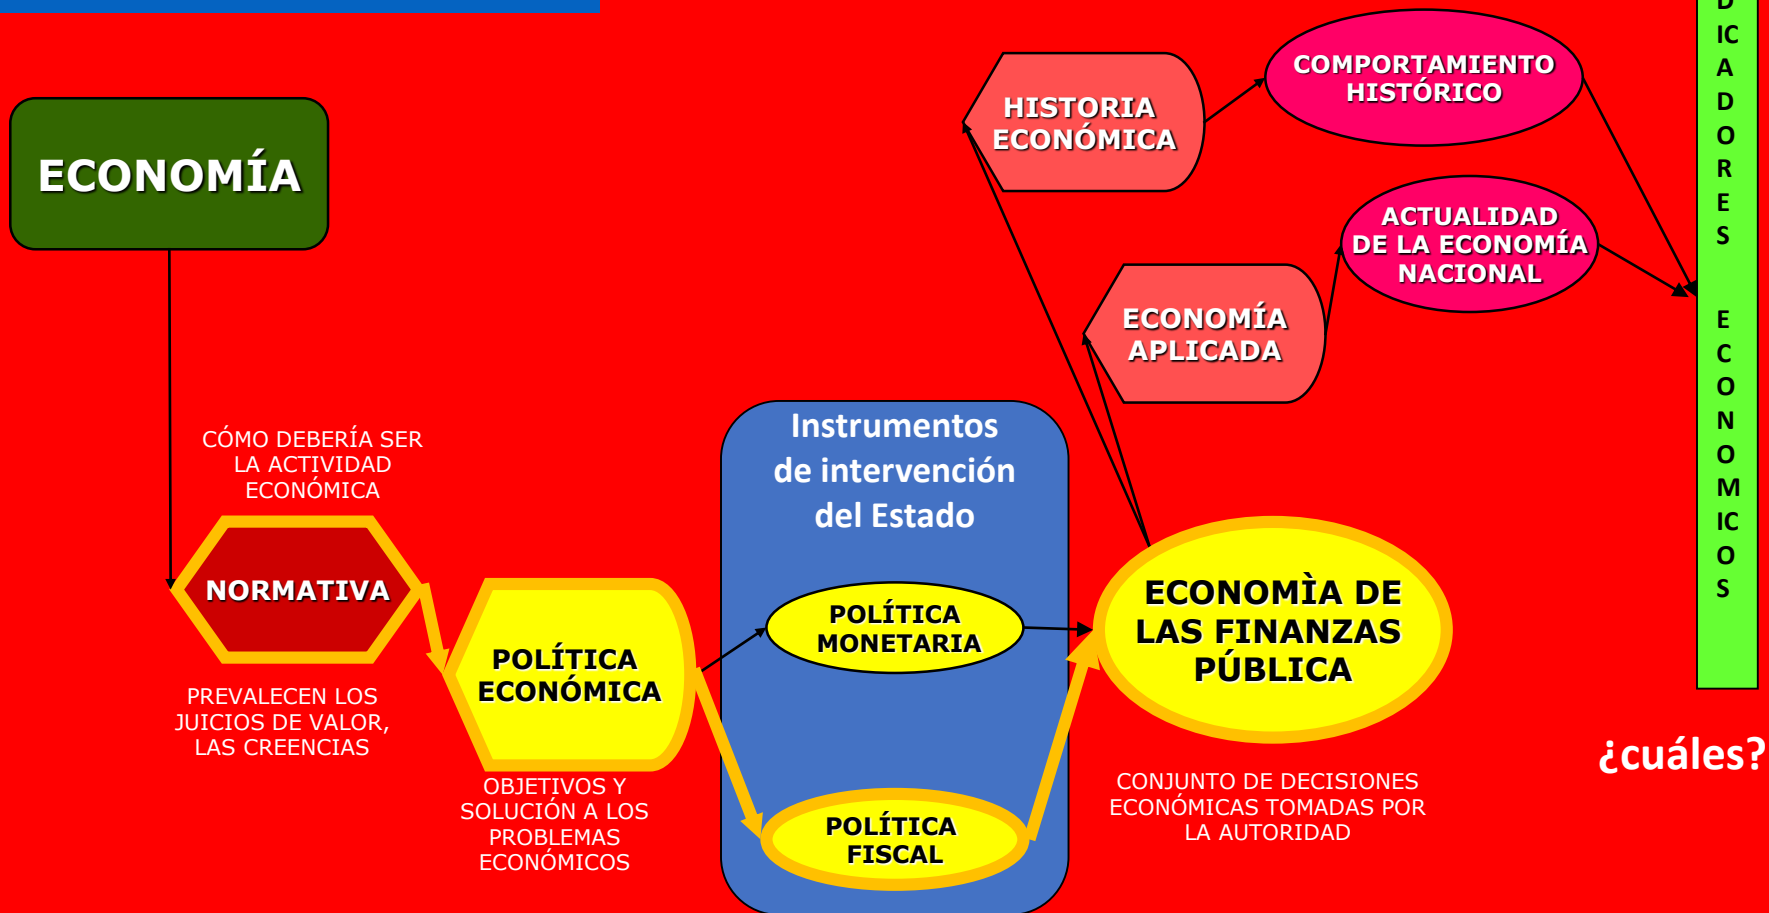 ECONOMÍA
CÓMO DEBERÍA SER
LA ACTIVIDAD
ECONÓMICA
NORMATIVA
PREVALECEN LOS
JUICIOS DE VALOR,
LAS CREENCIAS
POLÍTICA
ECONÓMICA
OBJETIVOS Y
SOLUCIÓN A LOS
PROBLEMAS
ECONÓMICOS
Instrumentos
de intervención
del Estado
POLÍTICA
MONETARIA
POLÍTICA
FISCAL
ECONOMÌA DE
LAS FINANZAS
PÚBLICA
CONJUNTO DE DECISIONES
ECONÓMICAS TOMADAS POR
LA AUTORIDAD
HISTORIA
ECONÓMICA
COMPORTAMIENTO
HISTÓRICO
ECONOMÍA
APLICADA
ACTUALIDAD
DE LA ECONOMÍA
NACIONAL
D
IC
A
D
O
R
E
S
E
C
O
N
O
M
IC
O
S
¿cuáles?